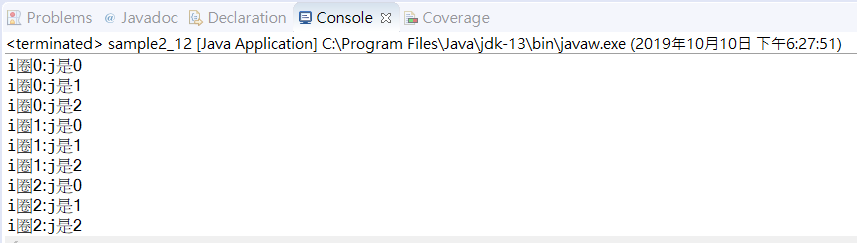 Problems @ Javadoc Declaration Console Coverage
<terminated> sample2_12 [Java Application] C:\Program Files\Java\jdk-13\bin\javaw.exe (2019年10月10日 下午6:27:51)
i圈0:j是0
i圈0:j是1
i圈0:j是2
i圈1:j是0
i圈1:j是1
i圈1:j是2
i圈2:j是0
i圈2:j是1
i圈2:j是2